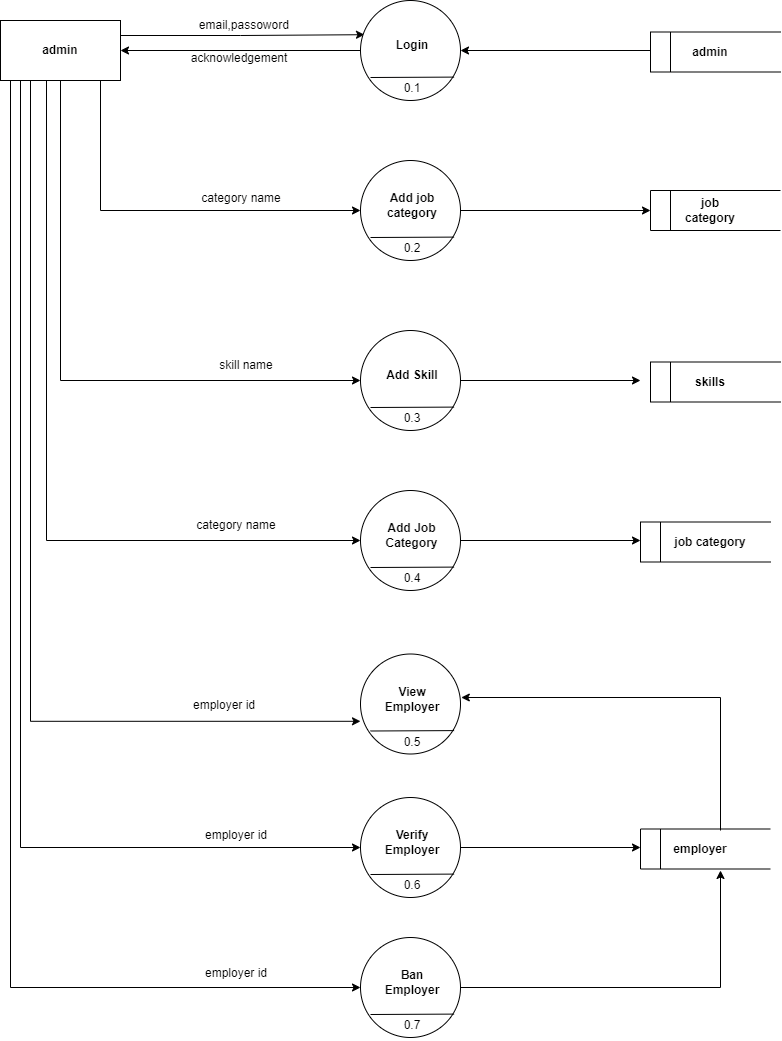 email,passoword
admin
Login
admin
acknowledgement
0.1
category name
Add job
category
job
category
0.2
skill name
Add Skill
skills
0.3
category name
Add Job
Category
job category
0.4
employer id
View
Employer
0.5
employer id
Verify
Employer
employer
0.6
employer id
Ban
Employer
0.7